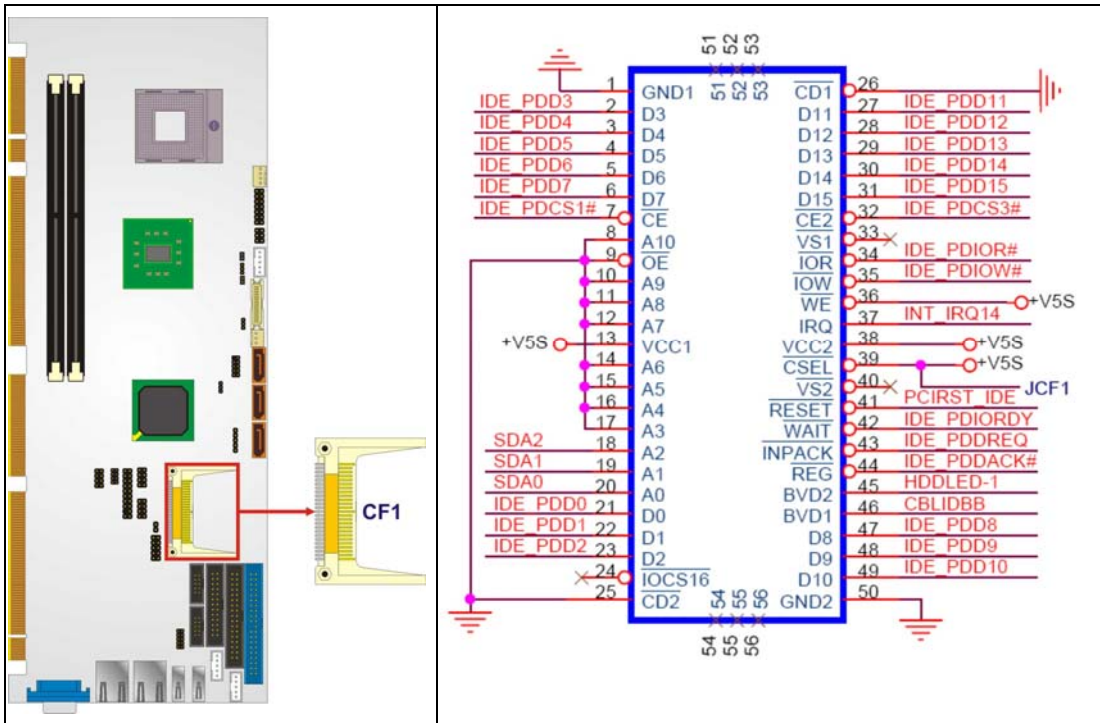 CF1
51 52 53
51 52 53
1 GND1 CD1 26
IDE_PDD3 2 D3 D11 27 IDE_PDD11
IDE_PDD4 3 D4 D12 28 IDE_PDD12
IDE_PDD5 4 D5 D13 29 IDE_PDD13
IDE_PDD6 5 D6 D14 30 IDE_PDD14
IDE_PDD7 6 D7 D15 31 IDE_PDD15
IDE_PDCS1# 7 CE CE2 32 IDE_PDCS3#
8 A10 VS1 33
9 OE IOR 34 IDE_PDIOR#
10 A9 IOW 35 IDE_PDIOW#
11 A8 WE 36 +V5S
12 A7 IRQ 37 INT_IRQ14
+V5S 13 VCC1 VCC2 38 +V5S
14 A6 CSEL 39 +V5S
15 A5 VS2 40 JCF1
16 A4 RESET 41 PCIRST_IDE
17 A3 WAIT 42 IDE_PDIORDY
SDA2 18 A2 INPACK 43 IDE_PDDREQ
SDA1 19 A1 REG 44 IDE_PDDACK#
SDA0 20 A0 BVD2 45 HDDLED-1
IDE_PDD0 21 D0 BVD1 46 CBLIDBB
IDE_PDD1 22 D1 D8 47 IDE_PDD8
IDE_PDD2 23 D2 D9 48 IDE_PDD9
24 IOCS16 D10 49 IDE_PDD10
25 CD2 GND2 50
54 55 56
54 55 56